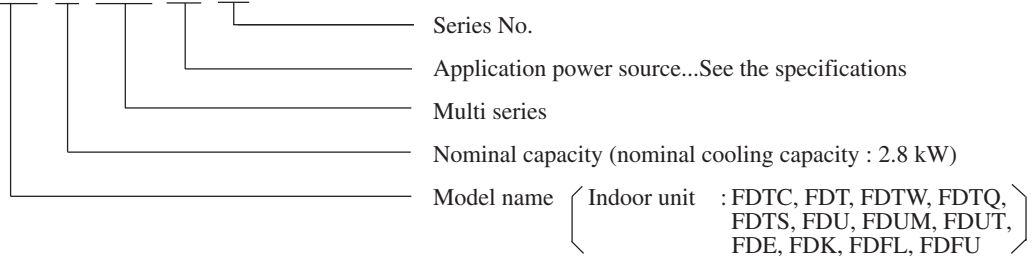 Series No.
Application power source...See the specifications
Multi series
Nominal capacity (nominal cooling capacity : 2.8 kW)
Model name ( Indoor unit : FDTC, FDT, FDTW, FDTQ,
FDTS, FDU, FDUM, FDUT,
FDE, FDK, FDFL, FDFU )